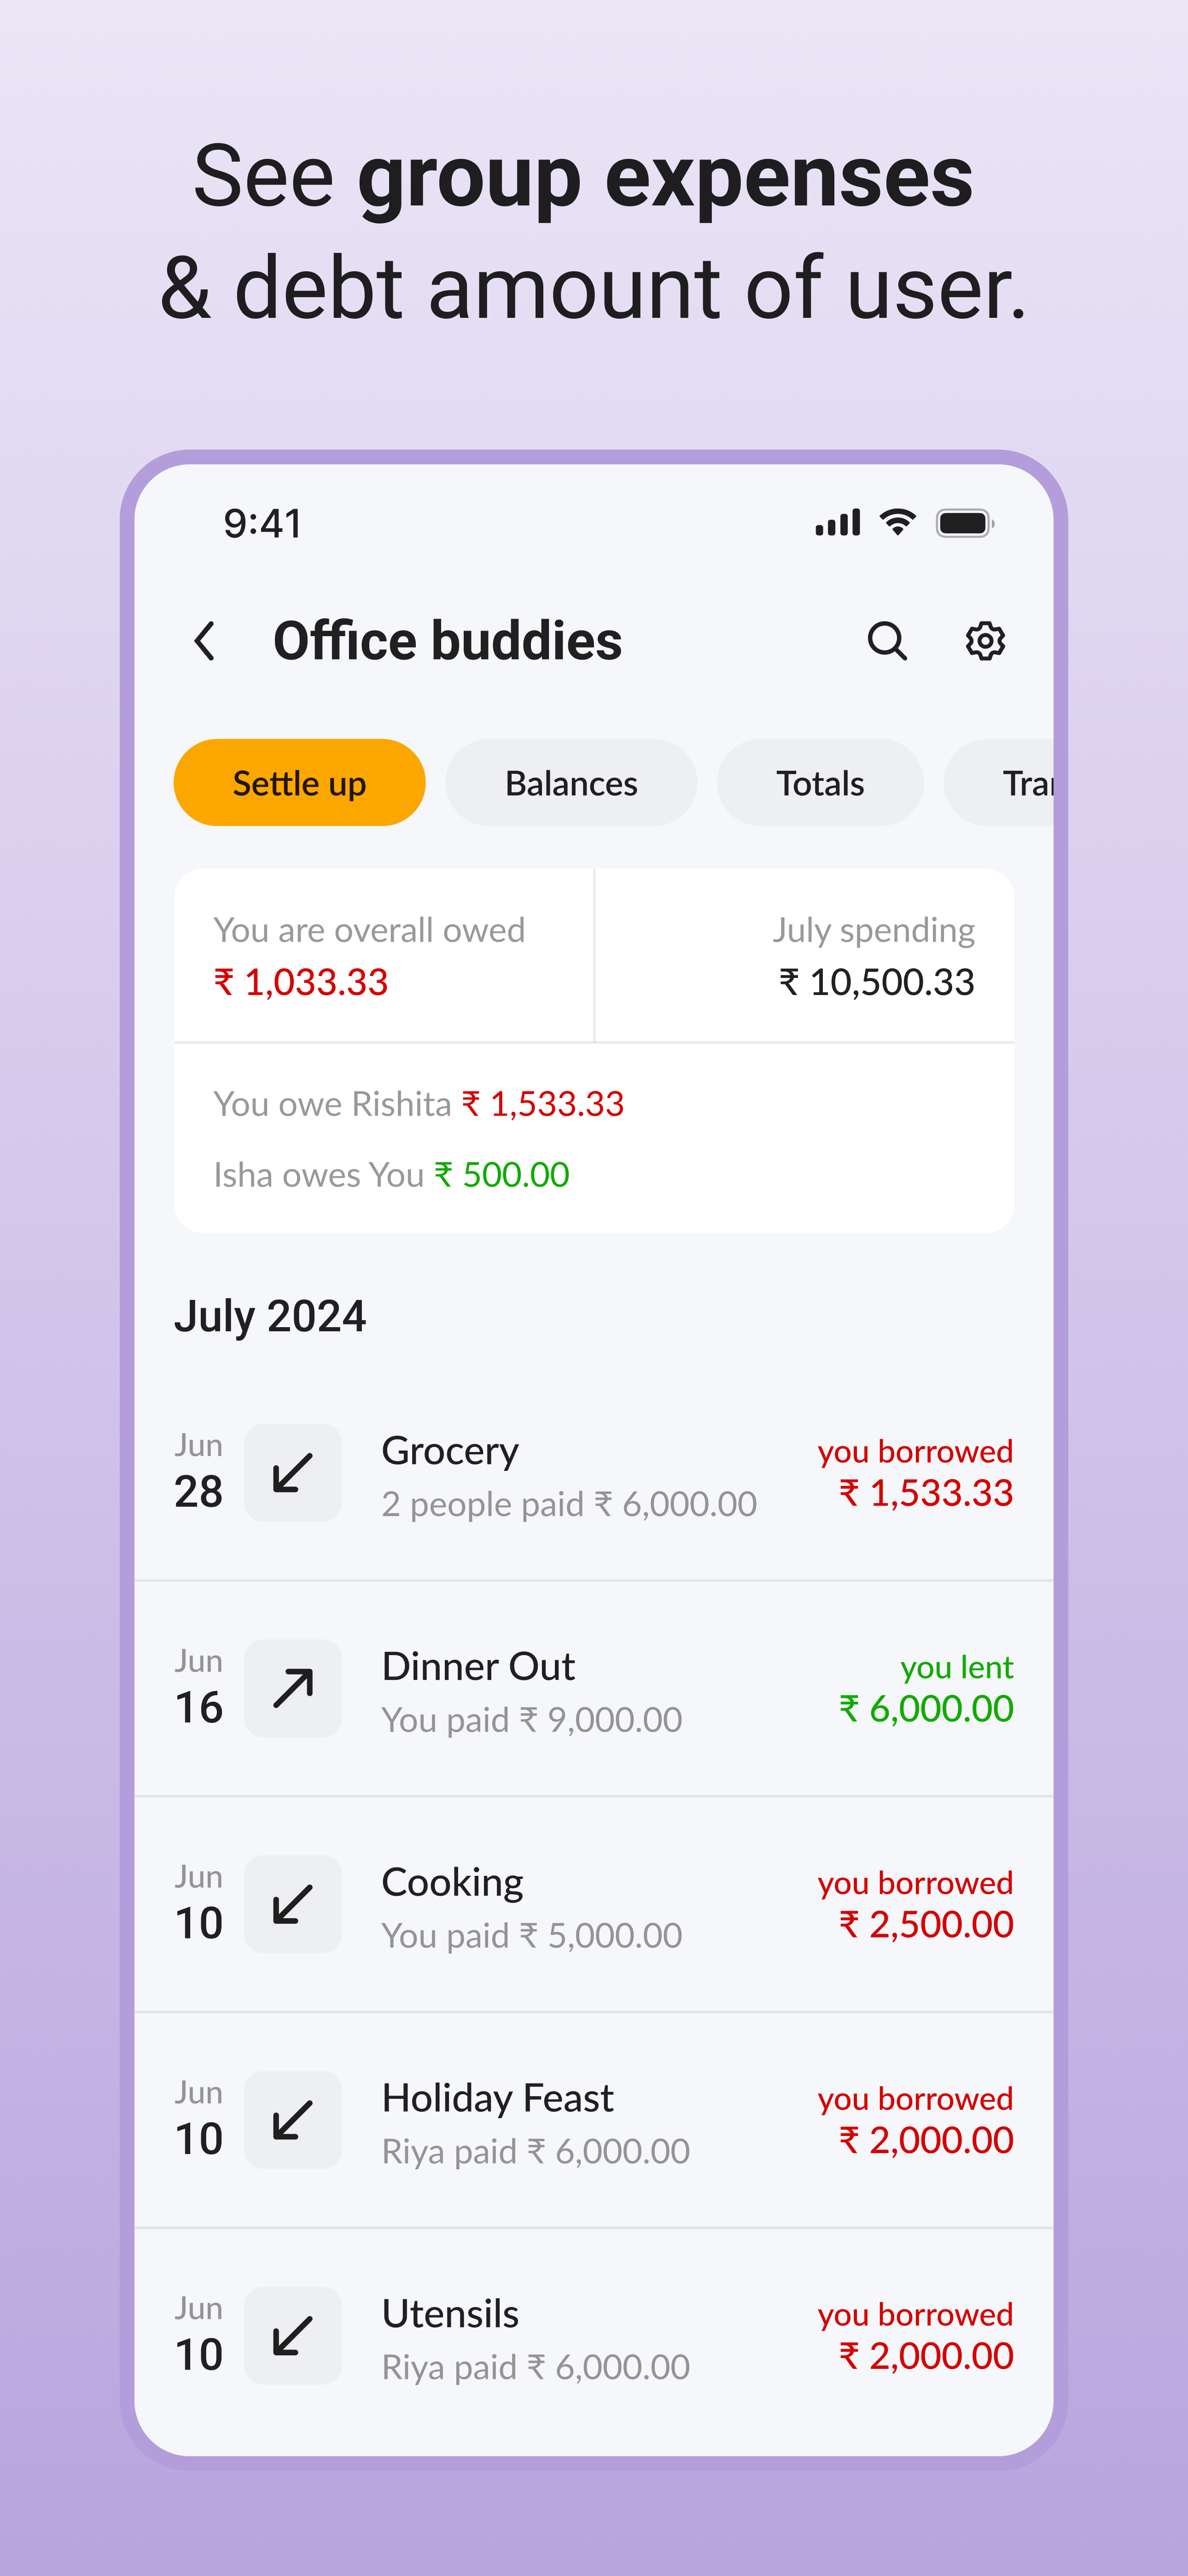 See group expenses
& debt amount of user.
9:41
Office buddies
Settle up Balances Totals Tran
You are overall owed July spending
₹ 1,033.33 ₹ 10,500.33
You owe Rishita ₹ 1,533.33
Isha owes You ₹ 500.00
July 2024
Jun Grocery you borrowed
28 2 people paid ₹ 6,000.00 ₹ 1,533.33
Jun Dinner Out you lent
16 You paid ₹ 9,000.00 ₹ 6,000.00
Jun Cooking you borrowed
10 You paid ₹ 5,000.00 ₹ 2,500.00
Jun Holiday Feast you borrowed
10 Riya paid ₹ 6,000.00 ₹ 2,000.00
Jun Utensils you borrowed
10 Riya paid ₹ 6,000.00 ₹ 2,000.00